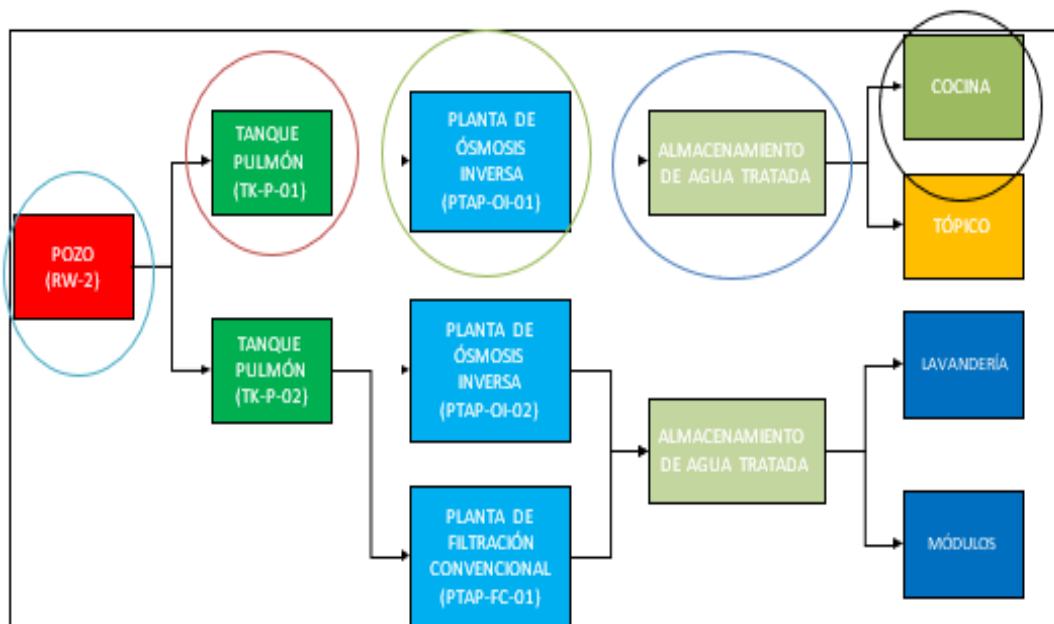 POZO
(RW-2)
TANQUE
PULMÓN
(TK-P-01)
PLANTA DE
ÓSMOSIS
INVERSA
(PTAP-OI-01)
ALMACENAMIENTO
DE AGUA TRATADA
COCINA
TÓPICO
TANQUE
PULMÓN
(TK-P-02)
PLANTA DE
ÓSMOSIS
INVERSA
(PTAP-OI-02)
PLANTA DE
FILTRACIÓN
CONVENCIONAL
(PTAP-FC-01)
ALMACENAMIENTO
DE AGUA TRATADA
LAVANDERÍA
MÓDULOS